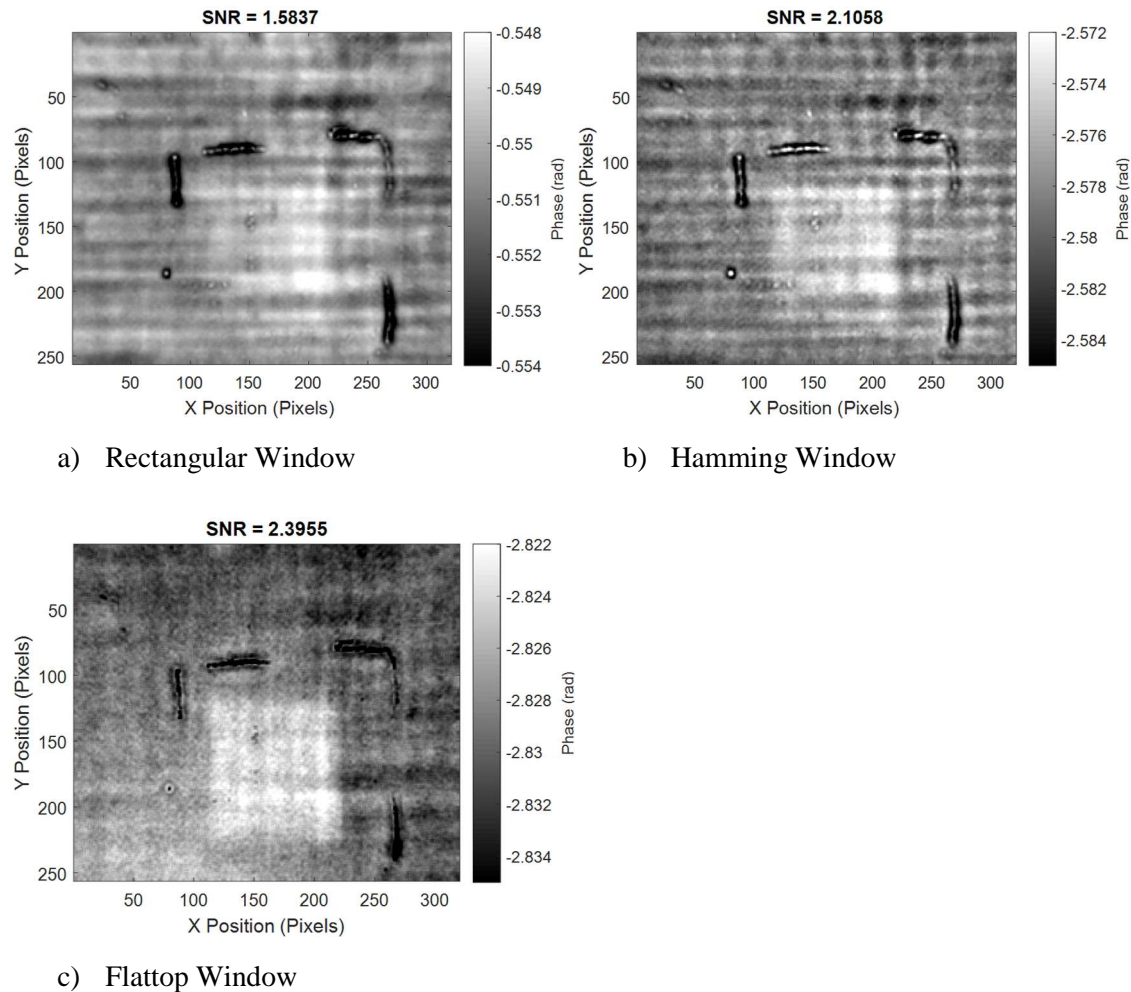 SNR = 1.5837
50
100
150
200
250
50 100 150 200 250 300
X Position (Pixels)
Y Position (Pixels)
-0.548
-0.549
-0.55
-0.551
-0.552
-0.553
-0.554
Phase (rad)
a) Rectangular Window
SNR = 2.1058
50
100
150
200
250
50 100 150 200 250 300
X Position (Pixels)
Y Position (Pixels)
-2.572
-2.574
-2.576
-2.578
-2.58
-2.582
-2.584
Phase (rad)
b) Hamming Window
SNR = 2.3955
50
100
150
200
250
50 100 150 200 250 300
X Position (Pixels)
Y Position (Pixels)
-2.822
-2.824
-2.826
-2.828
-2.83
-2.832
-2.834
Phase (rad)
c) Flattop Window